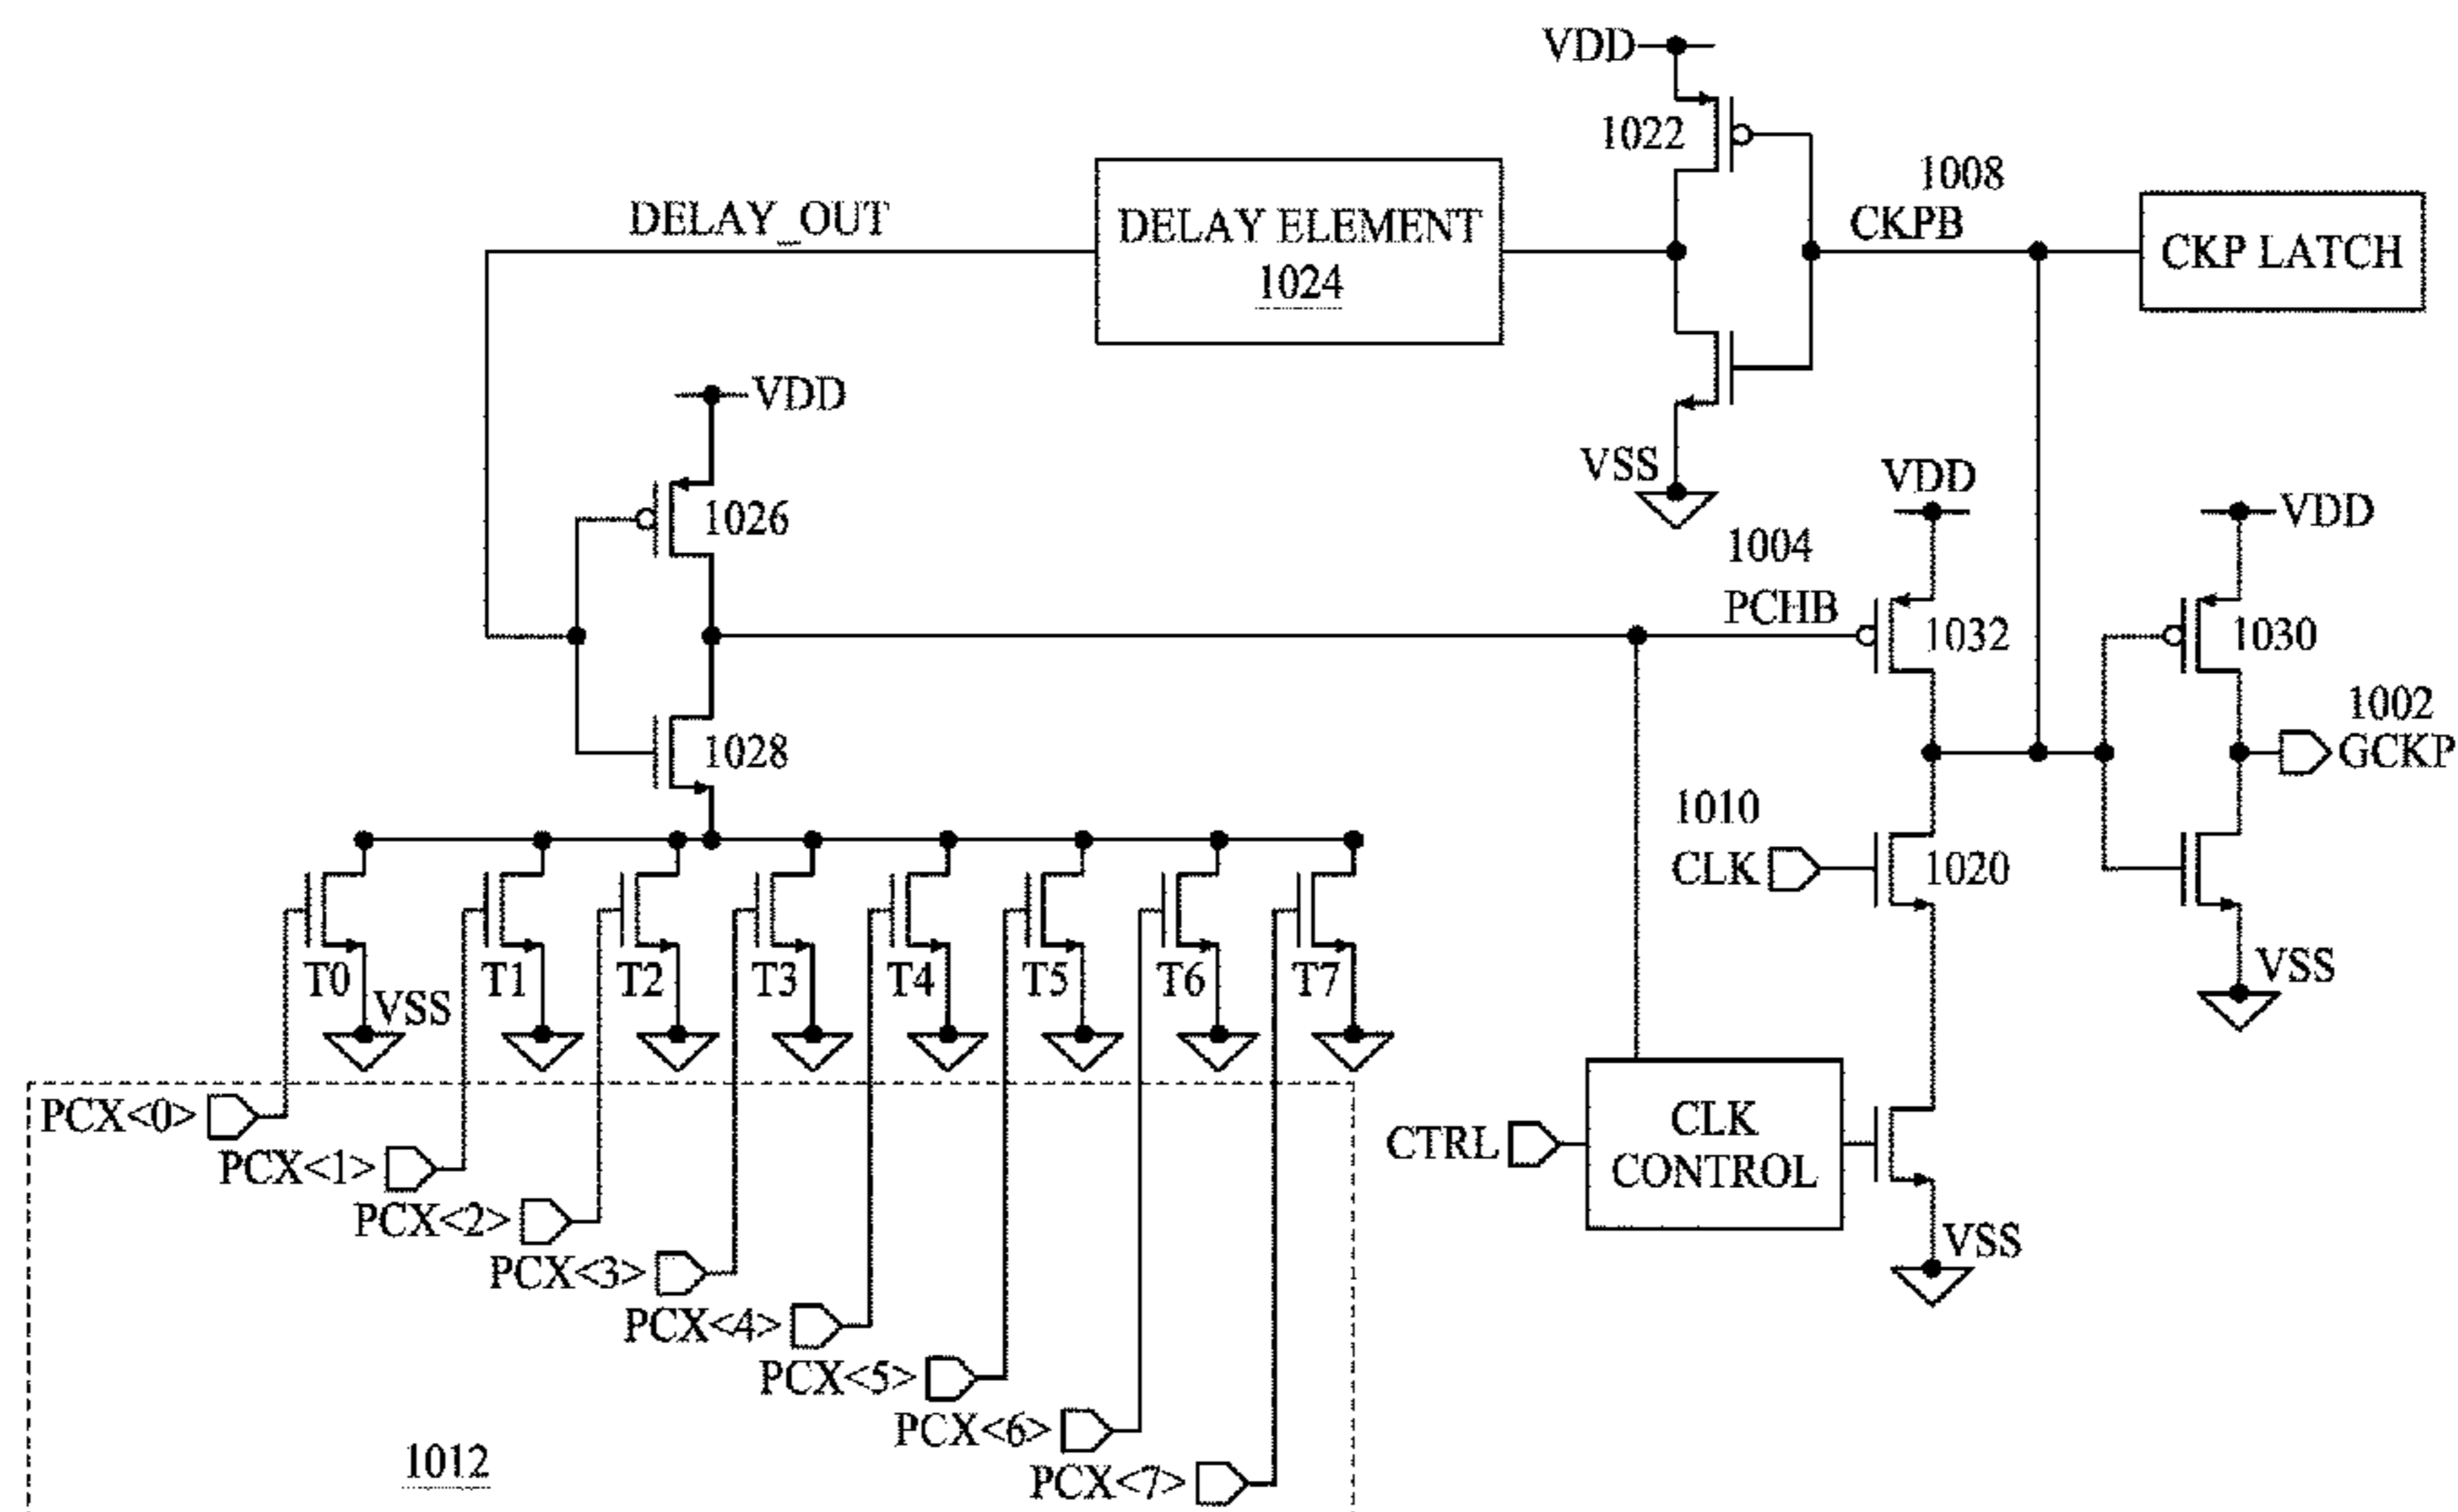 VDD
1022
1008
DELAY_OUT
DELAY ELEMENT
1024
CKPB
CKP LATCH
VDD
VSS
VDD
VDD
1026
1004
PCHB
1032
1030
1002
GCKP
1028
1010
CLK
1020
T0
VSS
T1
T2
T3
T4
T5
T6
T7
VSS
PCX<0>
PCX<1>
PCX<2>
PCX<3>
PCX<4>
PCX<5>
PCX<6>
PCX<7>
CTRL
CLK
CONTROL
VSS
1012